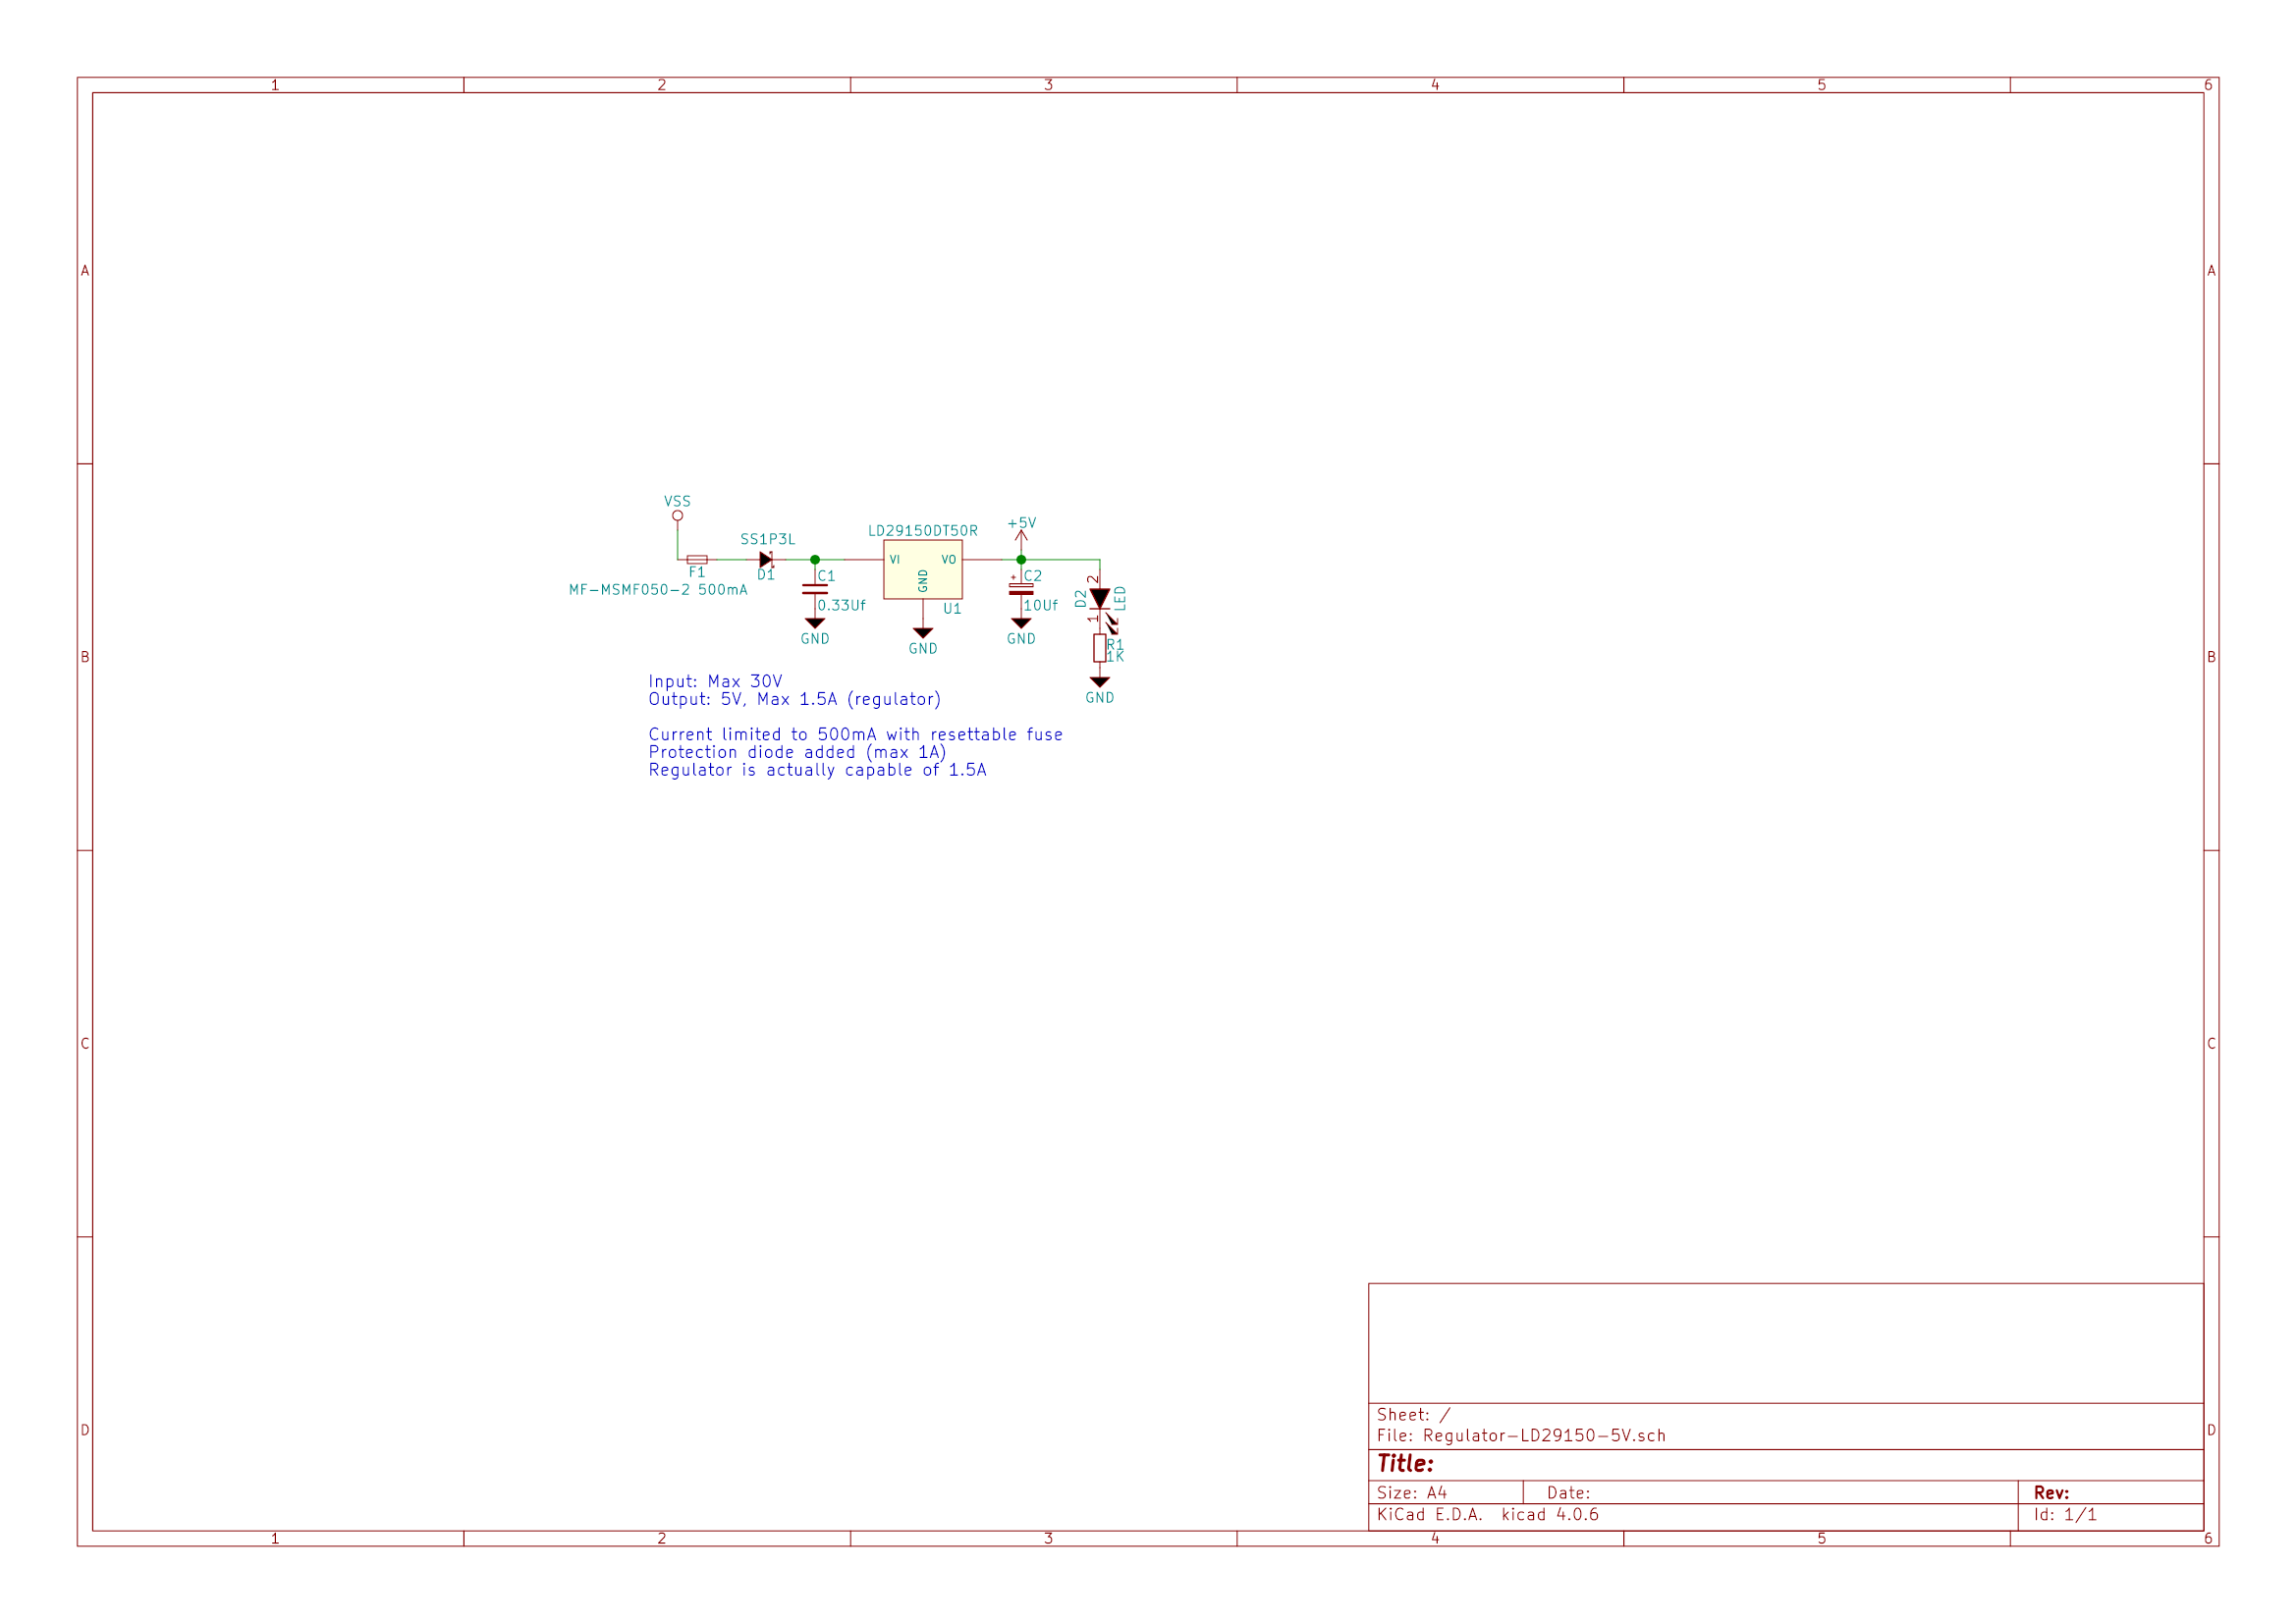 1 2 3 4 5 6
A A
VSS
+5V
LD29150DT50R
SS1P3L
VI VO
F1 D1 C1 GND + C2 2
MF-MSMF050-2 500mA D2 LED
0.33Uf U1 10Uf 1
GND GND GND R1
1K
B B
Input: Max 30V
Output: 5V, Max 1.5A (regulator)
GND
Current limited to 500mA with resettable fuse
Protection diode added (max 1A)
Regulator is actually capable of 1.5A
C C
Sheet: /
D D
File: Regulator-LD29150-5V.sch
Title:
Size: A4 Date: Rev:
KiCad E.D.A. kicad 4.0.6 Id: 1/1
1 2 3 4 5 6